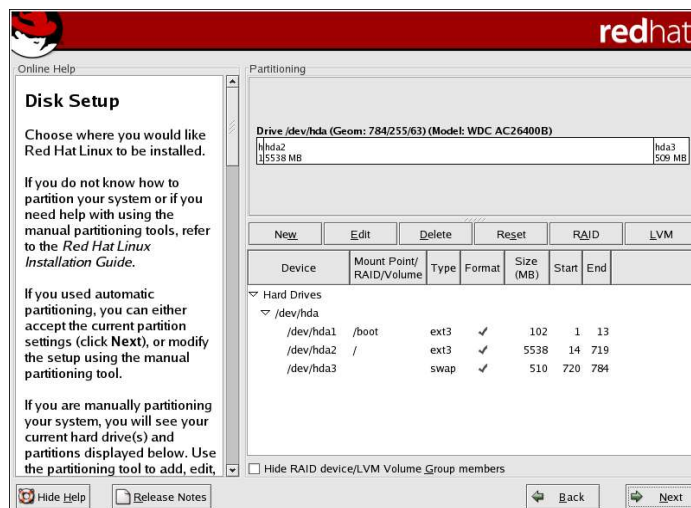 redhat
Online Help
Disk Setup
Choose where you would like
Red Hat Linux to be installed.
If you do not know how to
partition your system or if you
need help with using the
manual partitioning tools, refer
to the Red Hat Linux
Installation Guide.
If you used automatic
partitioning, you can either
accept the current partition
settings (click Next), or modify
the setup using the manual
partitioning tool.
If you are manually partitioning
your system, you will see your
current hard drive(s) and
partitions displayed below. Use
the partitioning tool to add, edit,
Partitioning
Drive /dev/hda (Geom: 784/255/63) (Model: WDC AC26400B)
h hda2 hda3
1 5538 MB 509 MB
New Edit Delete Reset RAID LVM
Device Mount Point/ RAID/Volume Type Format Size (MB) Start End
Hard Drives
/dev/hda
/dev/hda1 /boot ext3 102 1 13
/dev/hda2 / ext3 5538 14 719
/dev/hda3 swap 510 720 784
Hide RAID device/LVM Volume Group members
Hide Help Release Notes Back Next